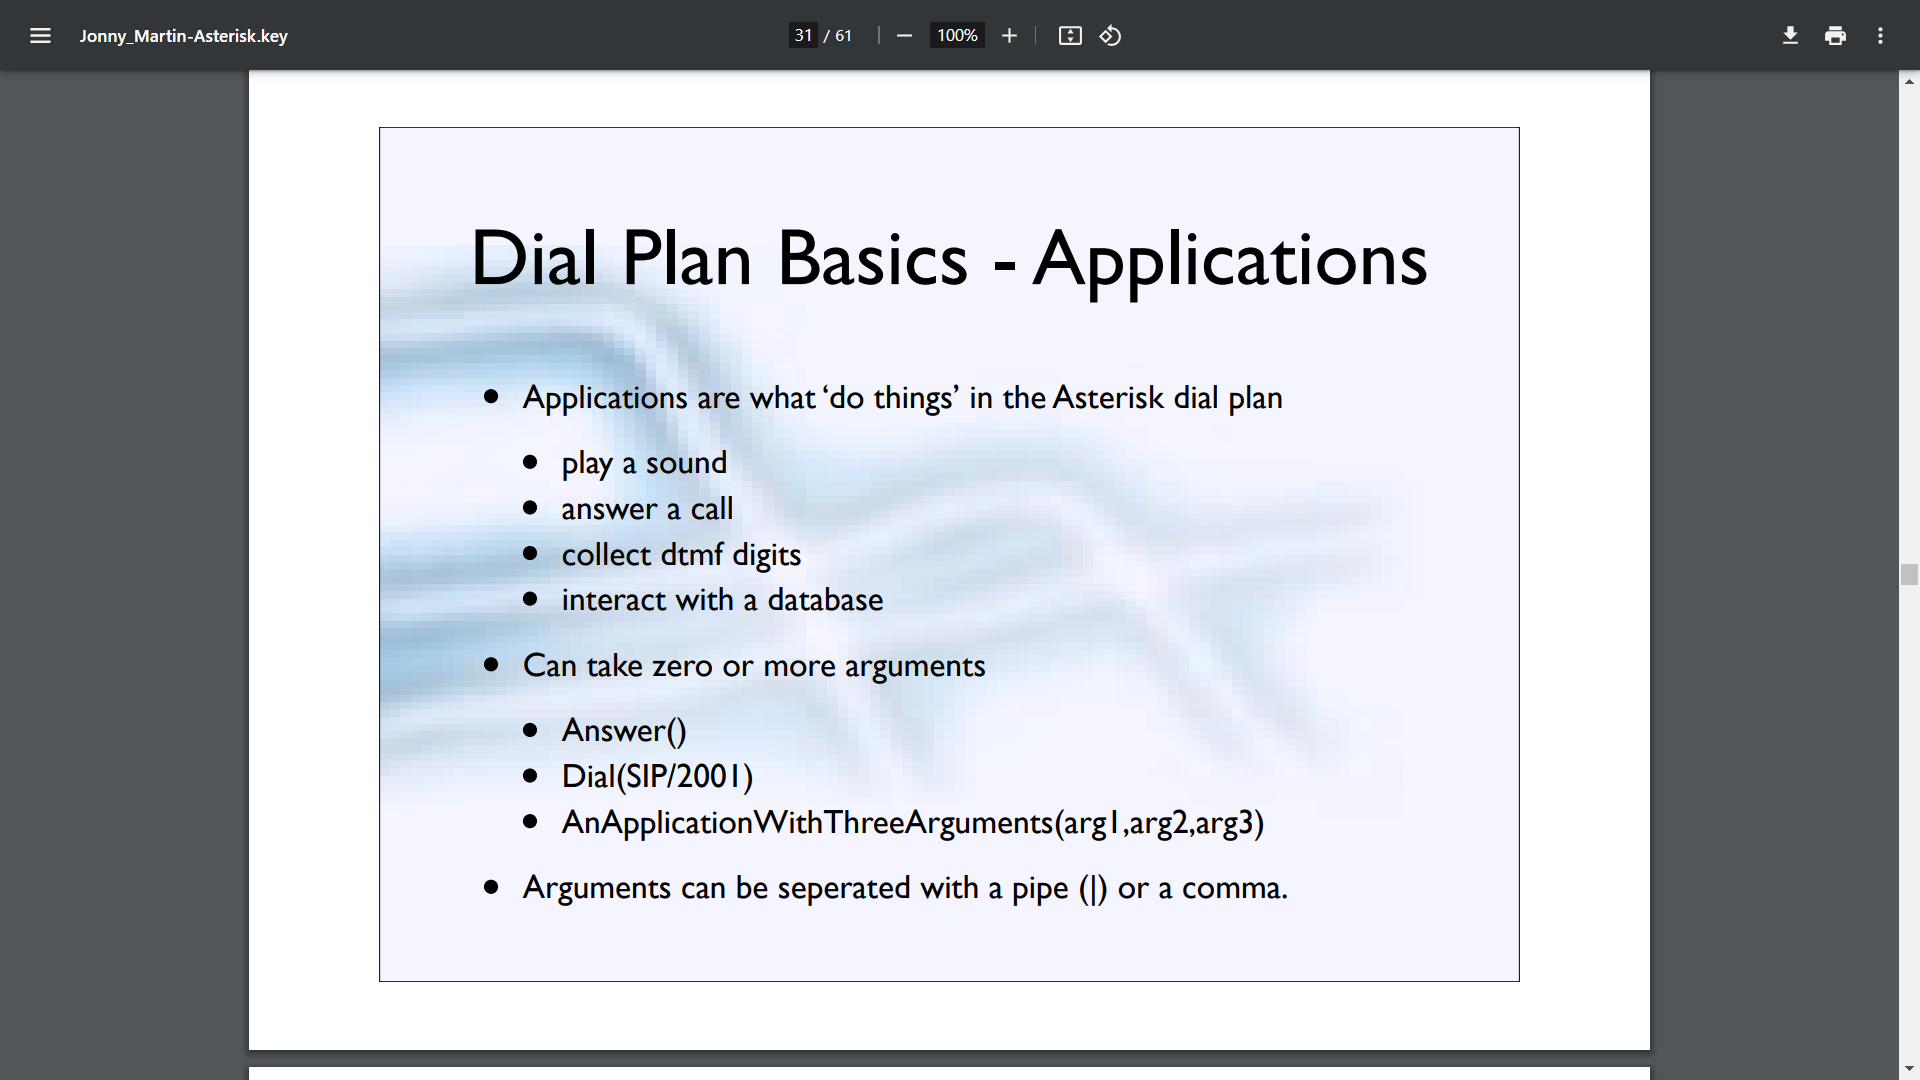 Jonny_Martin-Asterisk.key
31 / 61
100%
Dial Plan Basics - Applications
Applications are what ‘do things’ in the Asterisk dial plan
play a sound
answer a call
collect dtmf digits
interact with a database
Can take zero or more arguments
Answer()
Dial(SIP/2001)
AnApplicationWithThreeArguments(arg1,arg2,arg3)
Arguments can be seperated with a pipe (|) or a comma.